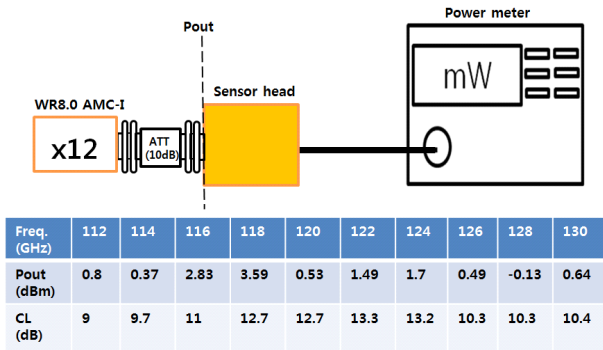 Power meter
Pout
WR8.0 AMC-I
Sensor head
mW
x12
ATT
(10dB)
Freq. (GHz) 112 114 116 118 120 122 124 126 128 130
Pout (dBm) 0.8 0.37 2.83 3.59 0.53 1.49 1.7 0.49 -0.13 0.64
CL (dB) 9 9.7 11 12.7 12.7 13.3 13.2 10.3 10.3 10.4